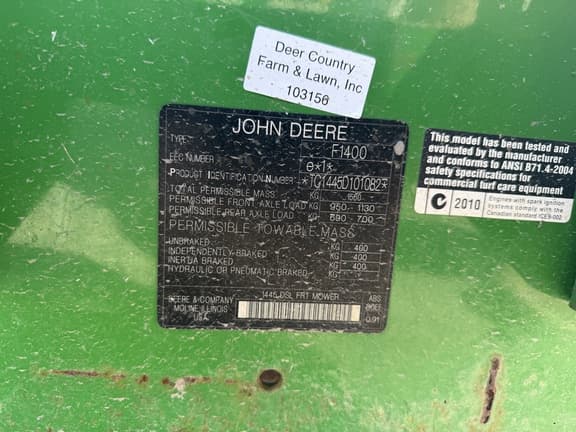 Deer Country
Farm & Lawn, Inc
103156
JOHN DEERE
TYPE F1400
EEC NUMBER e*1*
PRODUCT IDENTIFICATION NUMBER *TC1445D101082*
TOTAL PERMISSIBLE MASS KG 1560
PERMISSIBLE FRONT AXLE LOAD KG 950 - 1130
PERMISSIBLE REAR AXLE LOAD KG 690 - 700
PERMISSIBLE TOWABLE MASS
UNBRAKED KG 400
INDEPENDENTLY-BRAKED KG 400
INERTIA BRAKED KG 400
HYDRAULIC OR PNEUMATIC BRAKED KG -
1445 DSL FRT MOWER
DEERE & COMPANY
MOLINE ILLINOIS
USA
ABS
0.91
This model has been tested and
evaluated by the manufacturer
and conforms to ANSI B71.4-2004
safety specifications for
commercial turf care equipment
C 2010
Engines with spark ignition
systems comply with the
Canadian standard ICES-002